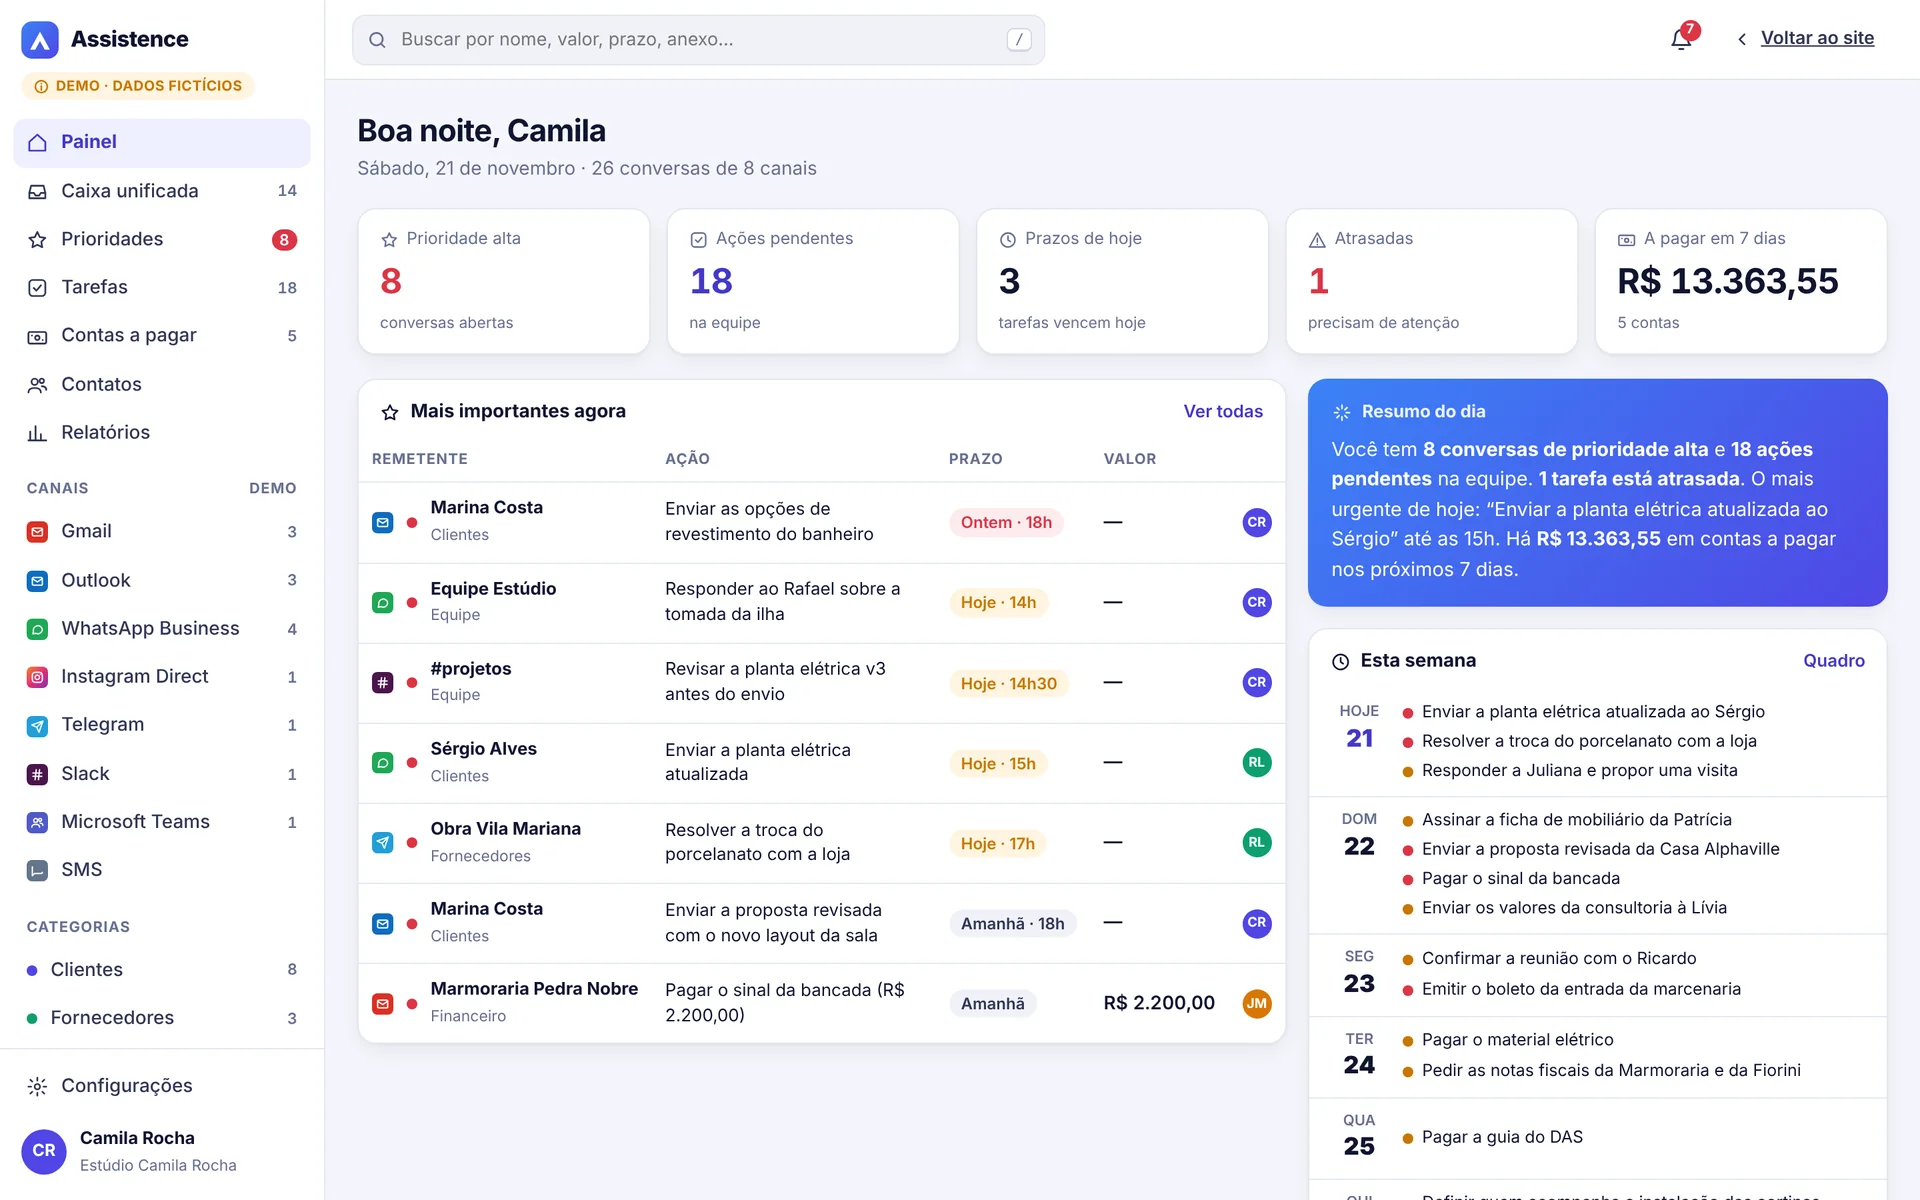 Assistence
DEMO · DADOS FICTÍCIOS
Painel
Caixa unificada 14
Prioridades 8
Tarefas 18
Contas a pagar 5
Contatos
Relatórios
CANAIS DEMO
Gmail 3
Outlook 3
WhatsApp Business 4
Instagram Direct 1
Telegram 1
Slack 1
Microsoft Teams 1
SMS
CATEGORIAS
Clientes 8
Fornecedores 3
Configurações
CR
Camila Rocha
Estúdio Camila Rocha
Buscar por nome, valor, prazo, anexo... /
7
Voltar ao site
Boa noite, Camila
Sábado, 21 de novembro · 26 conversas de 8 canais
Prioridade alta
8
conversas abertas
Ações pendentes
18
na equipe
Prazos de hoje
3
tarefas vencem hoje
Atrasadas
1
precisam de atenção
A pagar em 7 dias
R$ 13.363,55
5 contas
Mais importantes agora Ver todas
REMETENTE AÇÃO PRAZO VALOR
Marina Costa
Clientes
Enviar as opções de
revestimento do banheiro
Ontem · 18h — CR
Equipe Estúdio
Equipe
Responder ao Rafael sobre a
tomada da ilha
Hoje · 14h — CR
#projetos
Equipe
Revisar a planta elétrica v3
antes do envio
Hoje · 14h30 — CR
Sérgio Alves
Clientes
Enviar a planta elétrica
atualizada
Hoje · 15h — RL
Obra Vila Mariana
Fornecedores
Resolver a troca do
porcelanato com a loja
Hoje · 17h — RL
Marina Costa
Clientes
Enviar a proposta revisada
com o novo layout da sala
Amanhã · 18h — CR
Marmoraria Pedra Nobre
Financeiro
Pagar o sinal da bancada (R$
2.200,00)
Amanhã R$ 2.200,00 JM
Resumo do dia
Você tem 8 conversas de prioridade alta e 18 ações
pendentes na equipe. 1 tarefa está atrasada. O mais
urgente de hoje: “Enviar a planta elétrica atualizada ao
Sérgio” até as 15h. Há R$ 13.363,55 em contas a pagar
nos próximos 7 dias.
Esta semana Quadro
HOJE
21
Enviar a planta elétrica atualizada ao Sérgio
Resolver a troca do porcelanato com a loja
Responder a Juliana e propor uma visita
DOM
22
Assinar a ficha de mobiliário da Patrícia
Enviar a proposta revisada da Casa Alphaville
Pagar o sinal da bancada
Enviar os valores da consultoria à Lívia
SEG
23
Confirmar a reunião com o Ricardo
Emitir o boleto da entrada da marcenaria
TER
24
Pagar o material elétrico
Pedir as notas fiscais da Marmoraria e da Fiorini
QUA
25
Pagar a guia do DAS